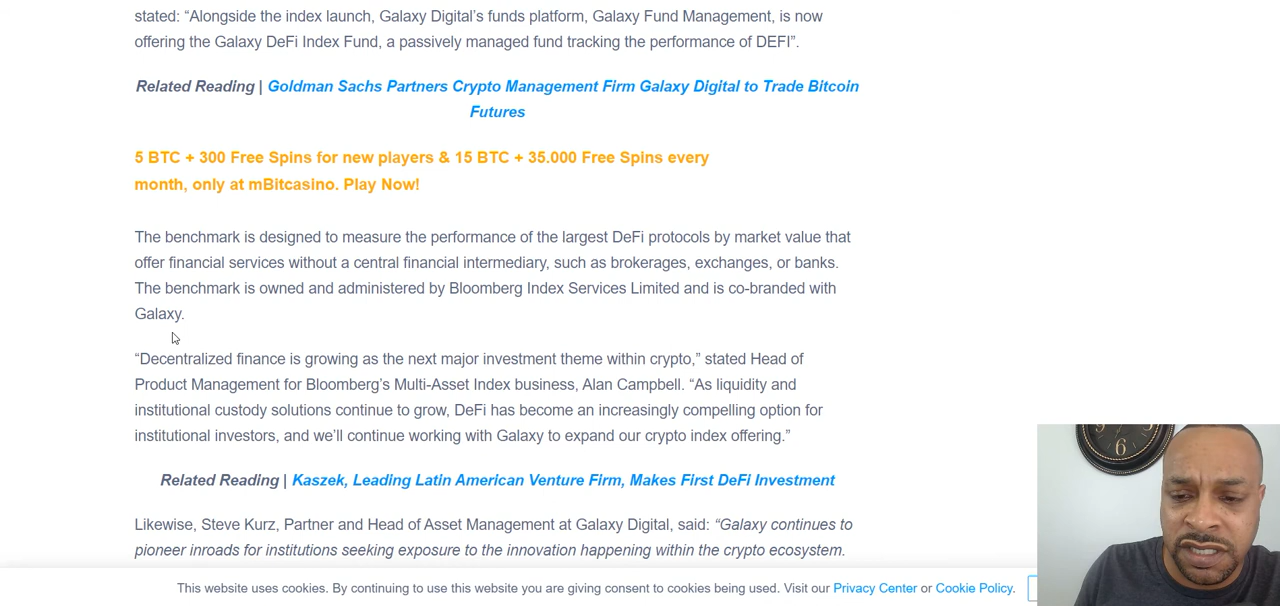 stated: “Alongside the index launch, Galaxy Digital’s funds platform, Galaxy Fund Management, is now
offering the Galaxy DeFi Index Fund, a passively managed fund tracking the performance of DEFI”.
Related Reading | Goldman Sachs Partners Crypto Management Firm Galaxy Digital to Trade Bitcoin
Futures
5 BTC + 300 Free Spins for new players & 15 BTC + 35.000 Free Spins every
month, only at mBitcasino. Play Now!
The benchmark is designed to measure the performance of the largest DeFi protocols by market value that
offer financial services without a central financial intermediary, such as brokerages, exchanges, or banks.
The benchmark is owned and administered by Bloomberg Index Services Limited and is co-branded with
Galaxy.
“Decentralized finance is growing as the next major investment theme within crypto,” stated Head of
Product Management for Bloomberg’s Multi-Asset Index business, Alan Campbell. “As liquidity and
institutional custody solutions continue to grow, DeFi has become an increasingly compelling option for
institutional investors, and we’ll continue working with Galaxy to expand our crypto index offering.”
Related Reading | Kaszek, Leading Latin American Venture Firm, Makes First DeFi Investment
Likewise, Steve Kurz, Partner and Head of Asset Management at Galaxy Digital, said: “Galaxy continues to
pioneer inroads for institutions seeking exposure to the innovation happening within the crypto ecosystem.
This website uses cookies. By continuing to use this website you are giving consent to cookies being used. Visit our Privacy Center or Cookie Policy.
6